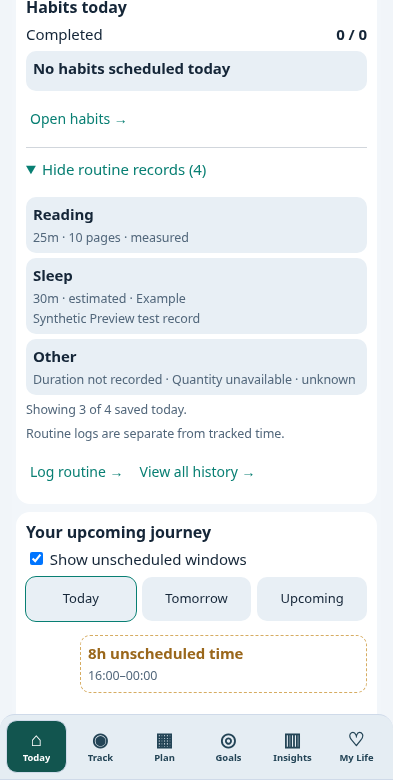 Habits today
Completed 0 / 0
No habits scheduled today
Open habits →
▼ Hide routine records (4)
Reading
25m · 10 pages · measured
Sleep
30m · estimated · Example
Synthetic Preview test record
Other
Duration not recorded · Quantity unavailable · unknown
Showing 3 of 4 saved today.
Routine logs are separate from tracked time.
Log routine → View all history →
Your upcoming journey
Show unscheduled windows
Today Tomorrow Upcoming
8h unscheduled time
16:00–00:00
Today Track Plan Goals Insights My Life